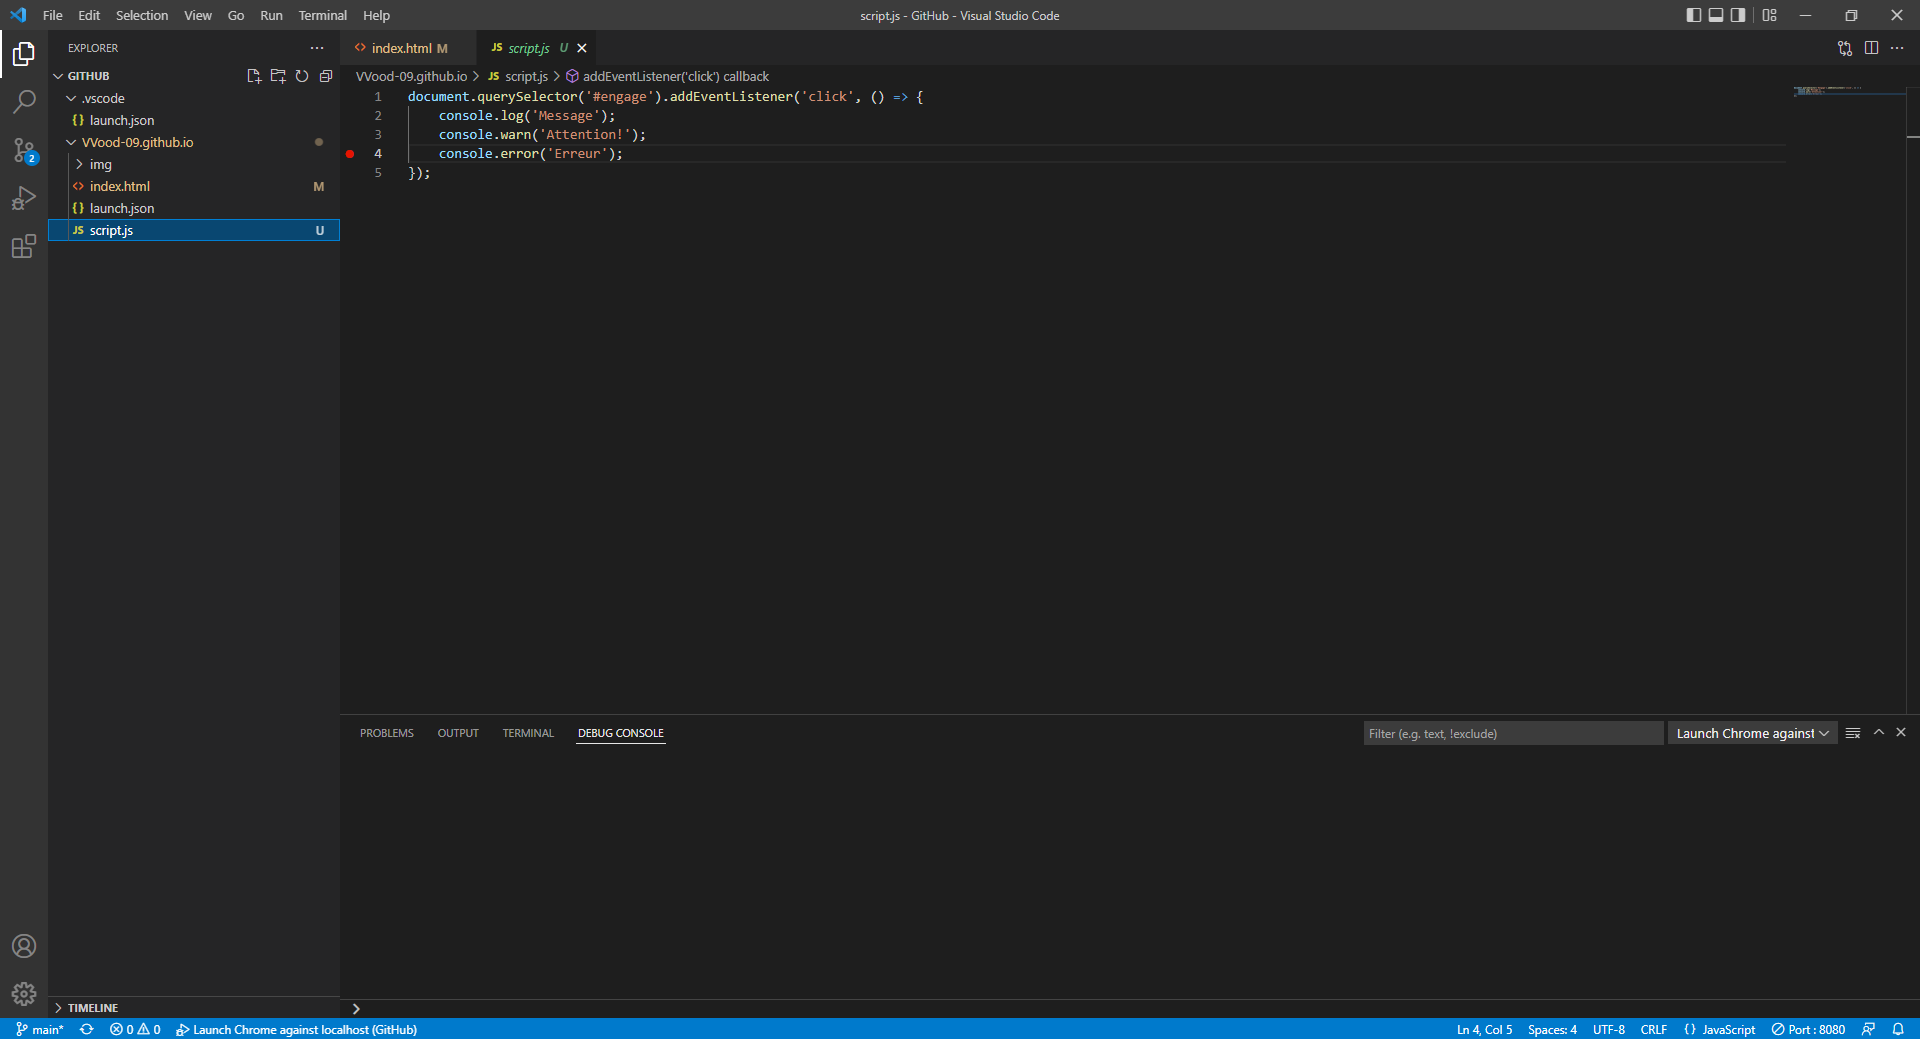 File Edit Selection View Go Run Terminal Help
script.js - GitHub - Visual Studio Code
EXPLORER
GITHUB
.vscode
{} launch.json
VVood-09.github.io
img
<> index.html M
{} launch.json
JS script.js U
TIMELINE
2
<> index.html M
JS script.js U
VVood-09.github.io > JS script.js > addEventListener('click') callback
1 document.querySelector('#engage').addEventListener('click', () => {
2 console.log('Message');
3 console.warn('Attention!');
4 console.error('Erreur');
5 });
PROBLEMS OUTPUT TERMINAL DEBUG CONSOLE
Filter (e.g. text, !exclude)
Launch Chrome against
main* 0 0 Launch Chrome against localhost (GitHub)
Ln 4, Col 5 Spaces: 4 UTF-8 CRLF {} JavaScript Port : 8080